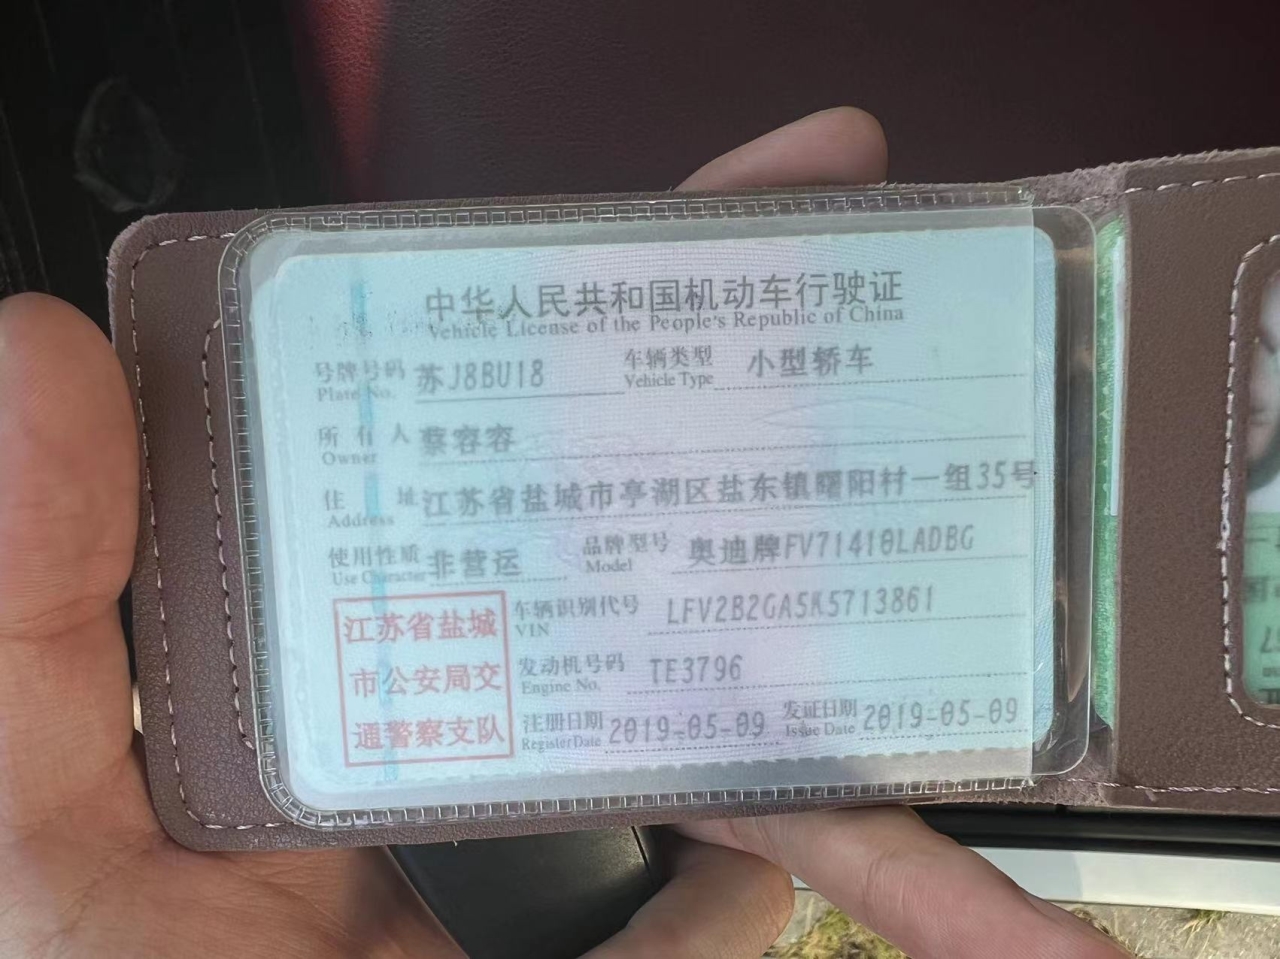 中华人民共和国机动车行驶证
Vehicle License of the People's Republic of China
号牌号码 苏J8BU18 车辆类型 小型轿车
Plate No. Vehicle Type
所有人 蔡容容
Owner
住址 江苏省盐城市亭湖区盐东镇曙阳村一组35号
Address
使用性质 非营运 品牌型号 奥迪牌FV71410LADBG
Use Character Model
江苏省盐城
市公安局交
通警察支队
车辆识别代号 LFV2B2GA5K5713861
VIN
发动机号码 TE3796
Engine No.
注册日期 2019-05-09 发证日期 2019-05-09
Register Date Issue Date